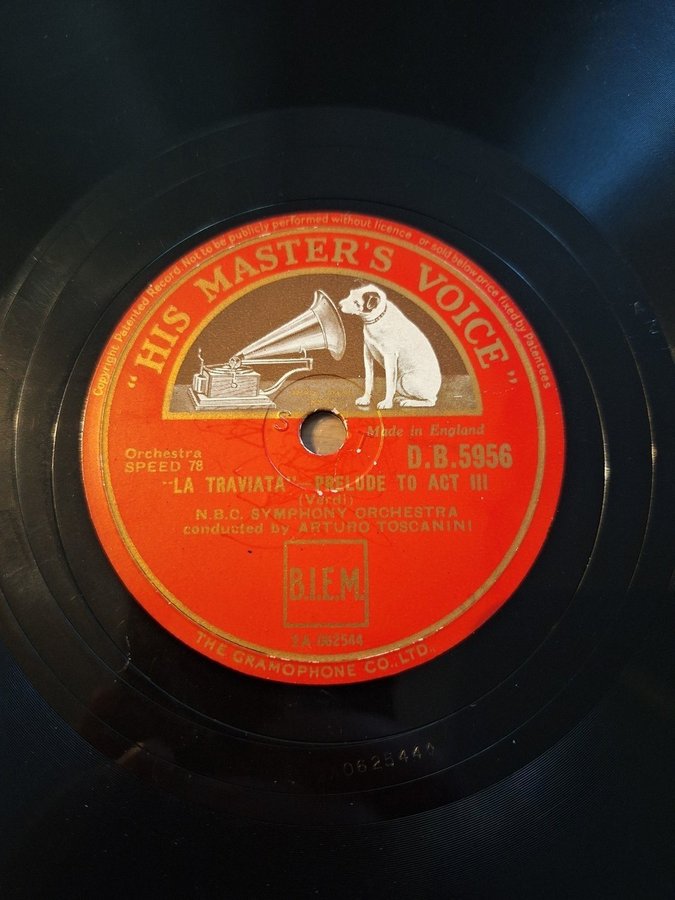 Copyright Patented Record Not to be publicly performed without licence or sold below price fixed by Patentees
"HIS MASTER'S VOICE"
Made in England
Orchestra
SPEED 78
D.B.5956
"LA TRAVIATA"—PRELUDE TO ACT III
(Verdi)
N.B.C. SYMPHONY ORCHESTRA
conducted by ARTURO TOSCANINI
B.I.E.M.
2A 062544
THE GRAMOPHONE CO., LTD.